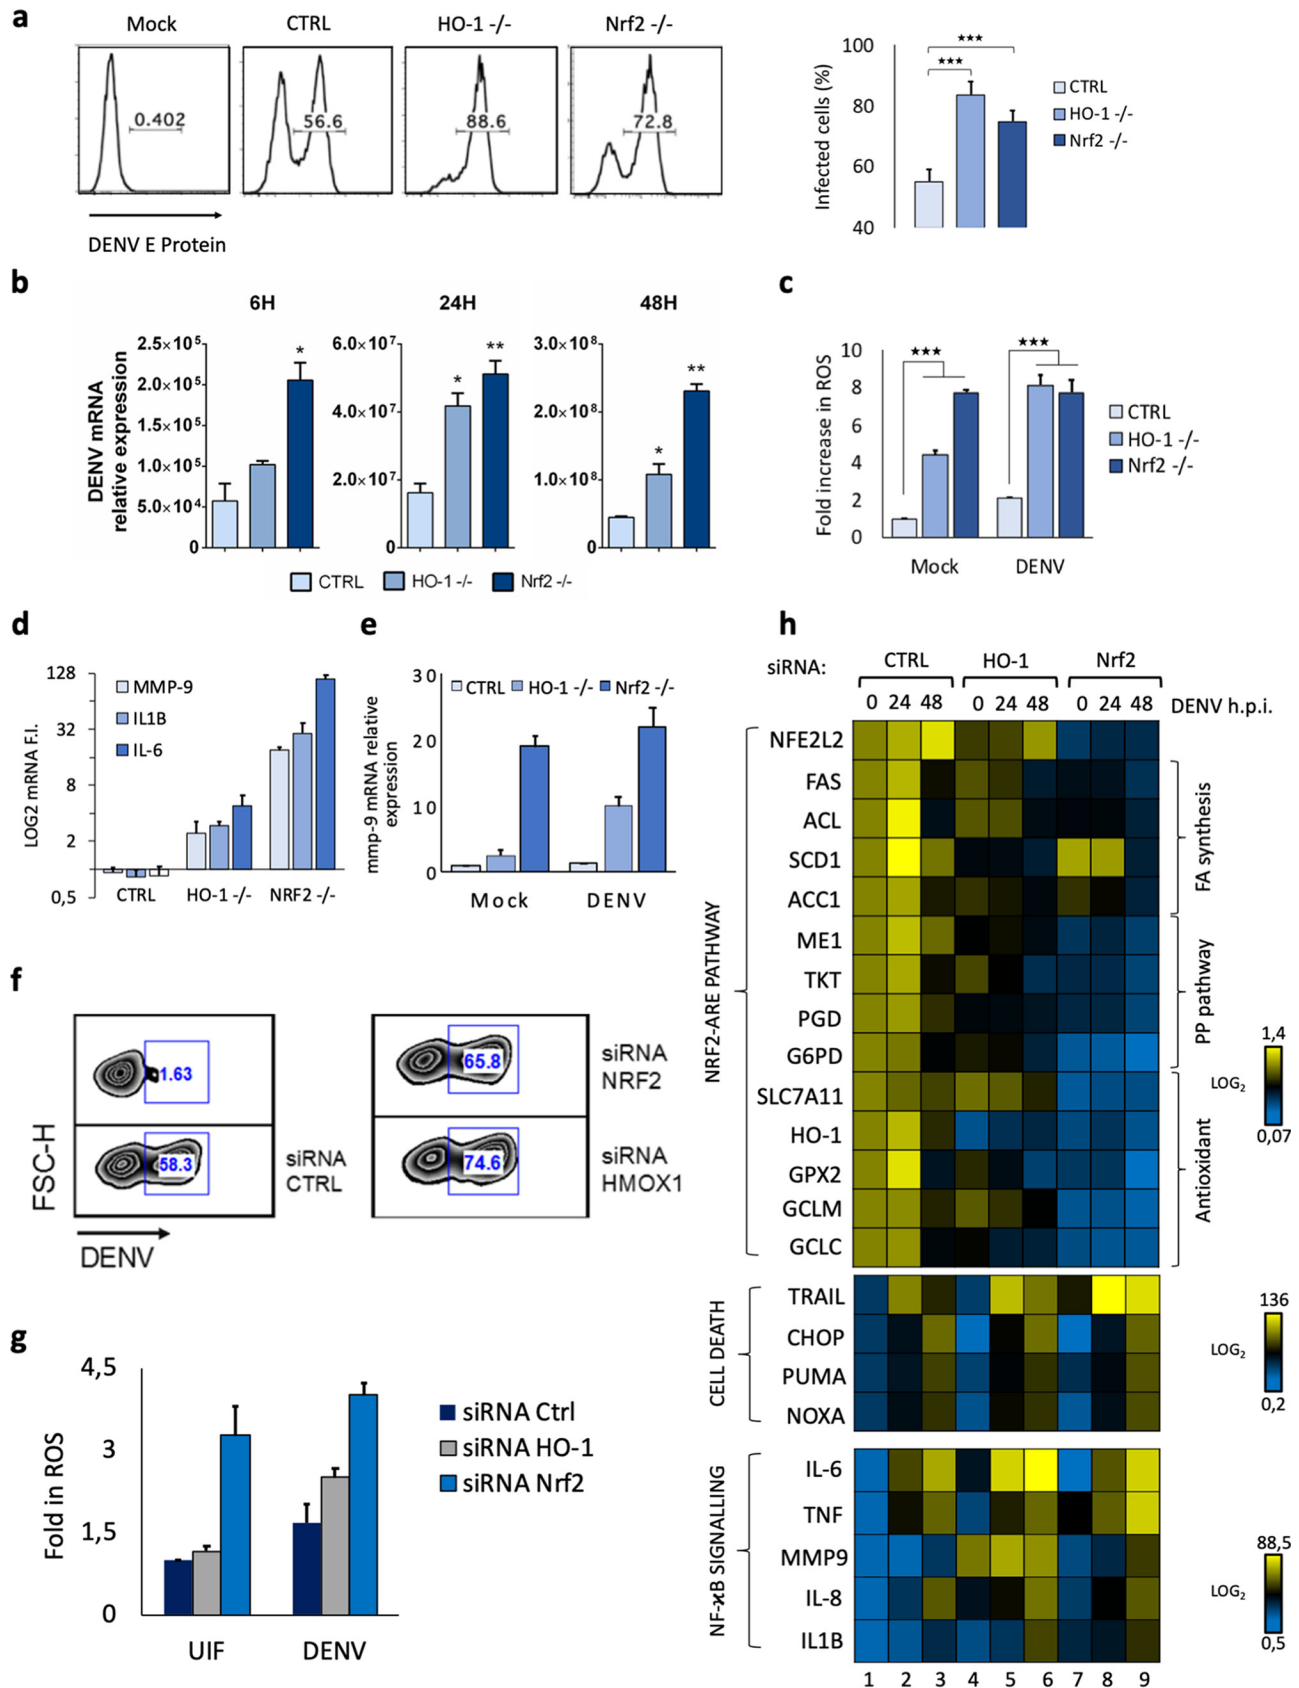 a
Mock
CTRL
HO-1 -/-
Nrf2 -/-
0.402
56.6
88.6
72.8
DENV E Protein
Infected cells (%)
100
80
60
40
★★★
★★★
CTRL
HO-1 -/-
Nrf2 -/-
b
6H
24H
48H
DENV mRNA
relative expression
2.5×10⁵
2.0×10⁵
1.5×10⁵
1.0×10⁵
5.0×10⁴
0
*
6.0×10⁷
4.0×10⁷
2.0×10⁷
0
*
**
3.0×10⁸
2.0×10⁸
1.0×10⁸
0
*
**
CTRL
HO-1 -/-
Nrf2 -/-
c
Fold increase in ROS
10
8
6
4
2
0
★★★
★★★
Mock
DENV
CTRL
HO-1 -/-
Nrf2 -/-
d
LOG2 mRNA F.I.
128
32
8
2
0,5
MMP-9
IL1B
IL-6
CTRL
HO-1 -/-
NRF2 -/-
e
mmp-9 mRNA relative
expression
30
20
10
0
CTRL
HO-1 -/-
Nrf2 -/-
Mock
DENV
f
FSC-H
1.63
58.3
siRNA
CTRL
65.8
siRNA
NRF2
74.6
siRNA
HMOX1
DENV
g
Fold in ROS
4,5
3
1,5
0
UIF
DENV
siRNA Ctrl
siRNA HO-1
siRNA Nrf2
h
siRNA:
CTRL
HO-1
Nrf2
0 24 48 0 24 48 0 24 48 DENV h.p.i.
NRF2-ARE PATHWAY
NFE2L2
FAS
ACL
SCD1
ACC1
ME1
TKT
PGD
G6PD
SLC7A11
HO-1
GPX2
GCLM
GCLC
FA synthesis
PP pathway
Antioxidant
1,4
LOG2
0,07
CELL DEATH
TRAIL
CHOP
PUMA
NOXA
136
LOG2
0,2
NF-ϰB SIGNALLING
IL-6
TNF
MMP9
IL-8
IL1B
88,5
LOG2
0,5
1 2 3 4 5 6 7 8 9